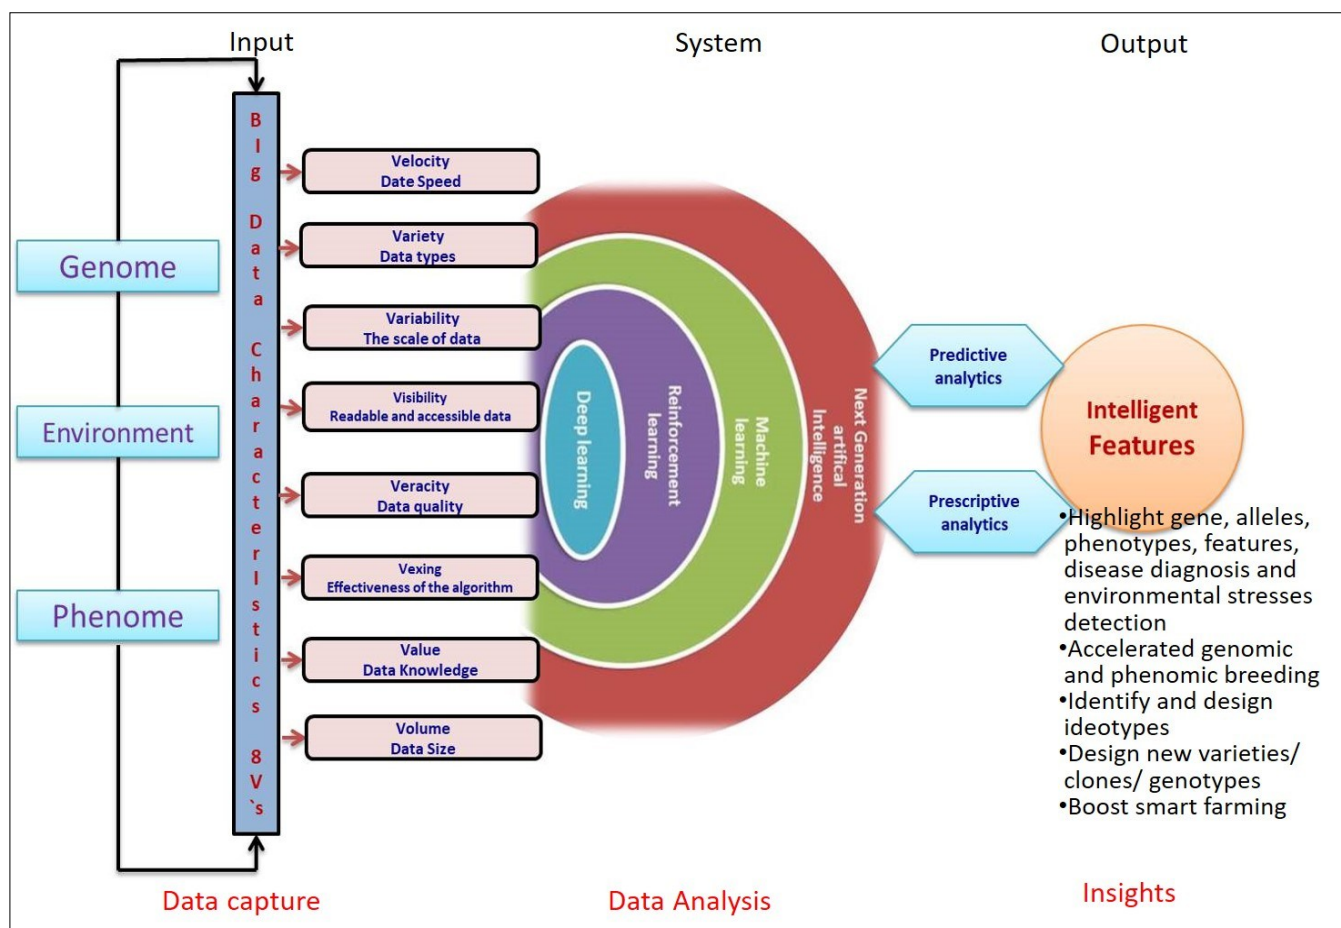 Input
System
Output
Genome
Environment
Phenome
BIg Data CharacterIstics 8V`s
Velocity
Date Speed
Variety
Data types
Variability
The scale of data
Visibility
Readable and accessible data
Veracity
Data quality
Vexing
Effectiveness of the algorithm
Value
Data Knowledge
Volume
Data Size
Deep learning
Reinforcement
learning
Machine
learning
Next Generation
artifical
Intelligence
Predictive
analytics
Prescriptive
analytics
Intelligent
Features
•Highlight gene, alleles,
phenotypes, features,
disease diagnosis and
environmental stresses
detection
•Accelerated genomic
and phenomic breeding
•Identify and design
ideotypes
•Design new varieties/
clones/ genotypes
•Boost smart farming
Data capture
Data Analysis
Insights